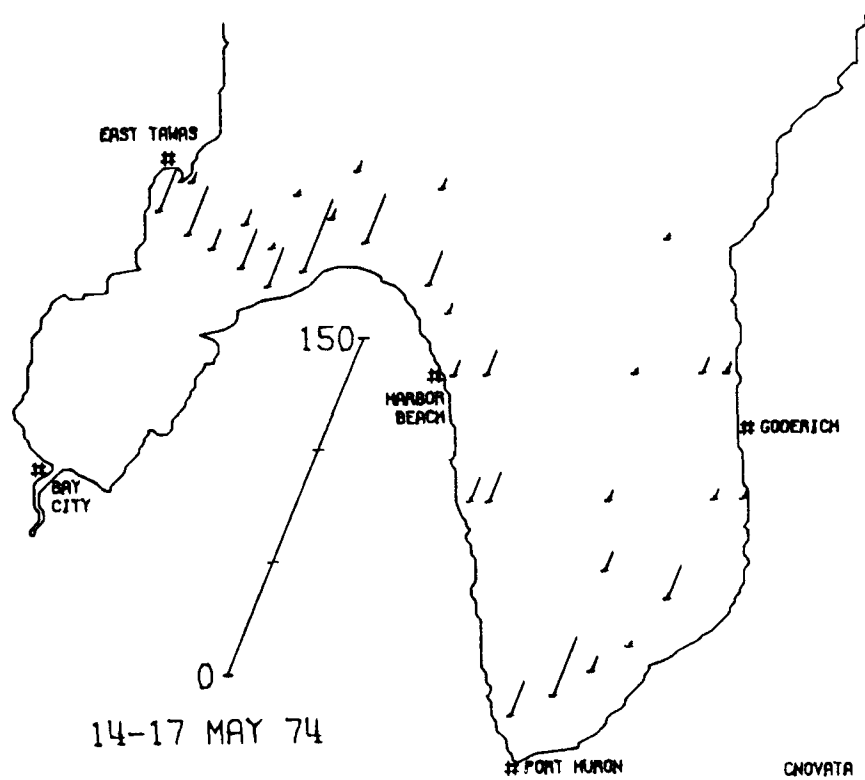 EAST TAWAS
#
150
#
HARBOR
BEACH
# GODERICH
#
BAY
CITY
0
14-17 MAY 74
# PORT HURON
CNOVATA